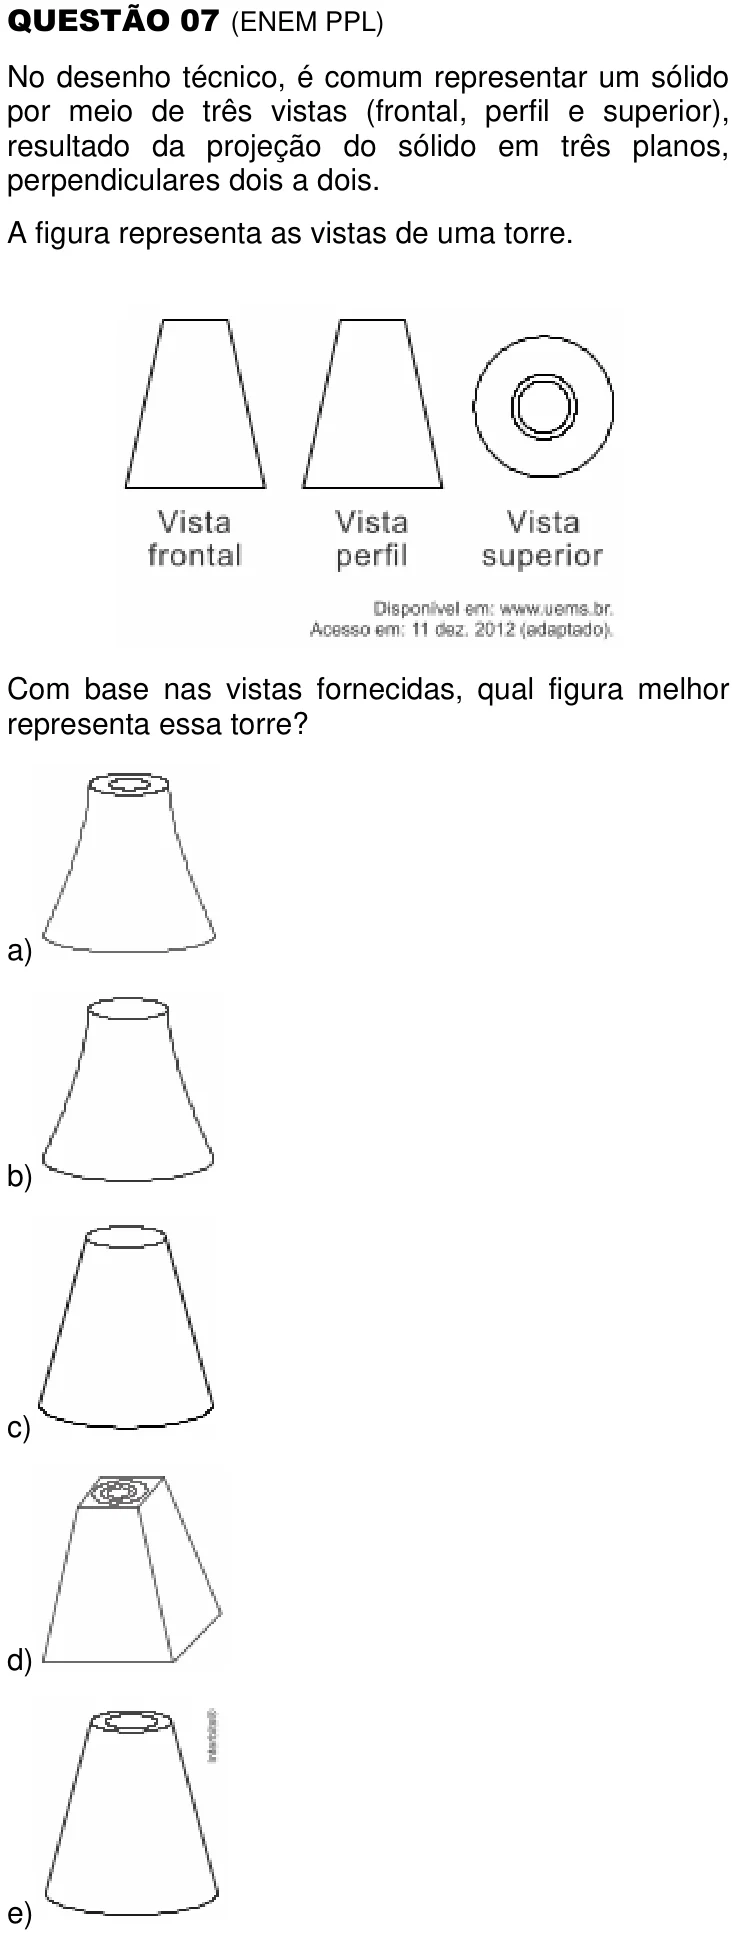 QUESTÃO 07 (ENEM PPL)
No desenho técnico, é comum representar um sólido
por meio de três vistas (frontal, perfil e superior),
resultado da projeção do sólido em três planos,
perpendiculares dois a dois.
A figura representa as vistas de uma torre.
Vista
frontal
Vista
perfil
Vista
superior
Disponível em: www.uems.br.
Acesso em: 11 dez. 2012 (adaptado).
Com base nas vistas fornecidas, qual figura melhor
representa essa torre?
a)
b)
c)
d)
e)